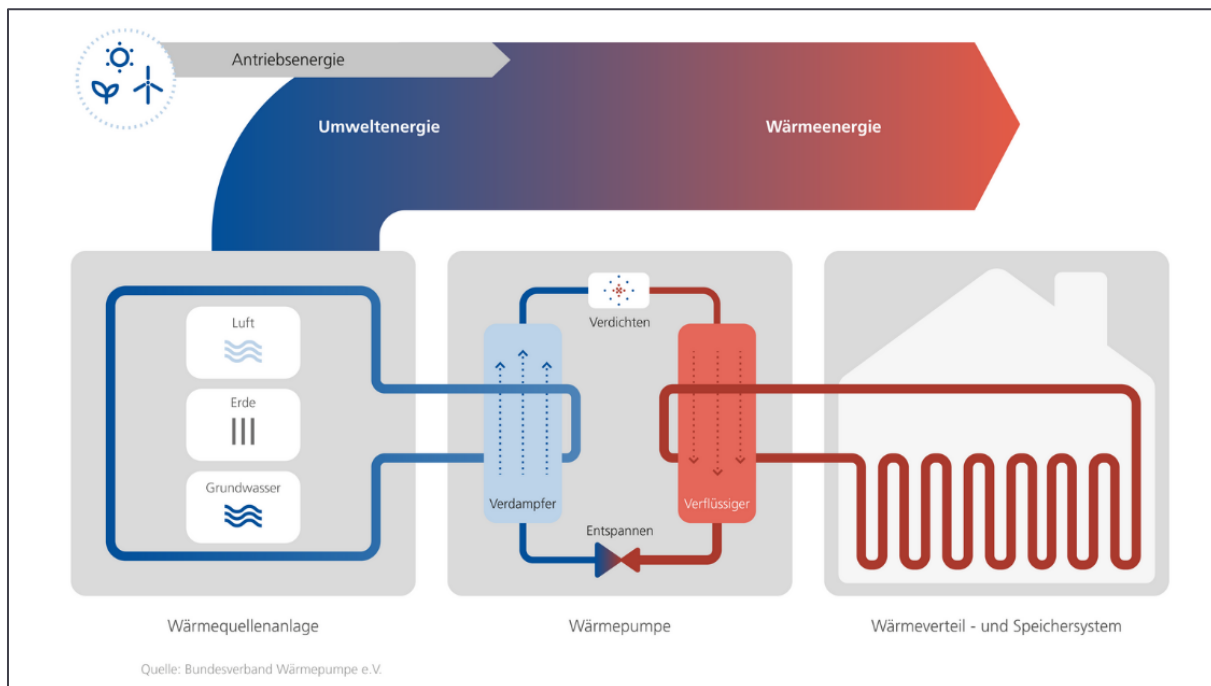 Antriebsenergie
Umweltenergie
Wärmeenergie
Luft
Erde
Grundwasser
Verdichten
Verdampfer
Verflüssiger
Entspannen
Wärmequellenanlage
Wärmepumpe
Wärmeverteil - und Speichersystem
Quelle: Bundesverband Wärmepumpe e.V.